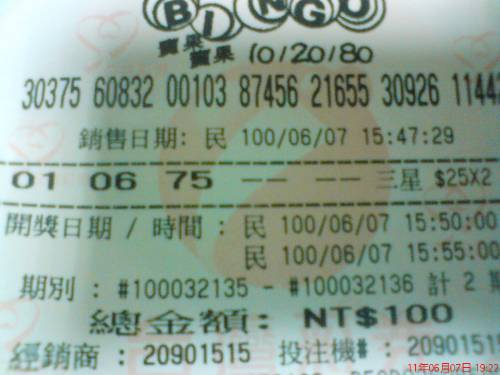 BINGO
賓果
賓果 10/20/80
30375 60832 00103 87456 21655 30926 1144
銷售日期: 民 100/06/07 15:47:29
01 06 75 -- -- -- 三星 $25X2
開獎日期 / 時間 : 民 100/06/07 15:50:00
民 100/06/07 15:55:00
期別 : #100032135 - #100032136 計 2 期
總金額: NT$100
經銷商 : 20901515 投注機# : 20901515
11年06月07日 19:23